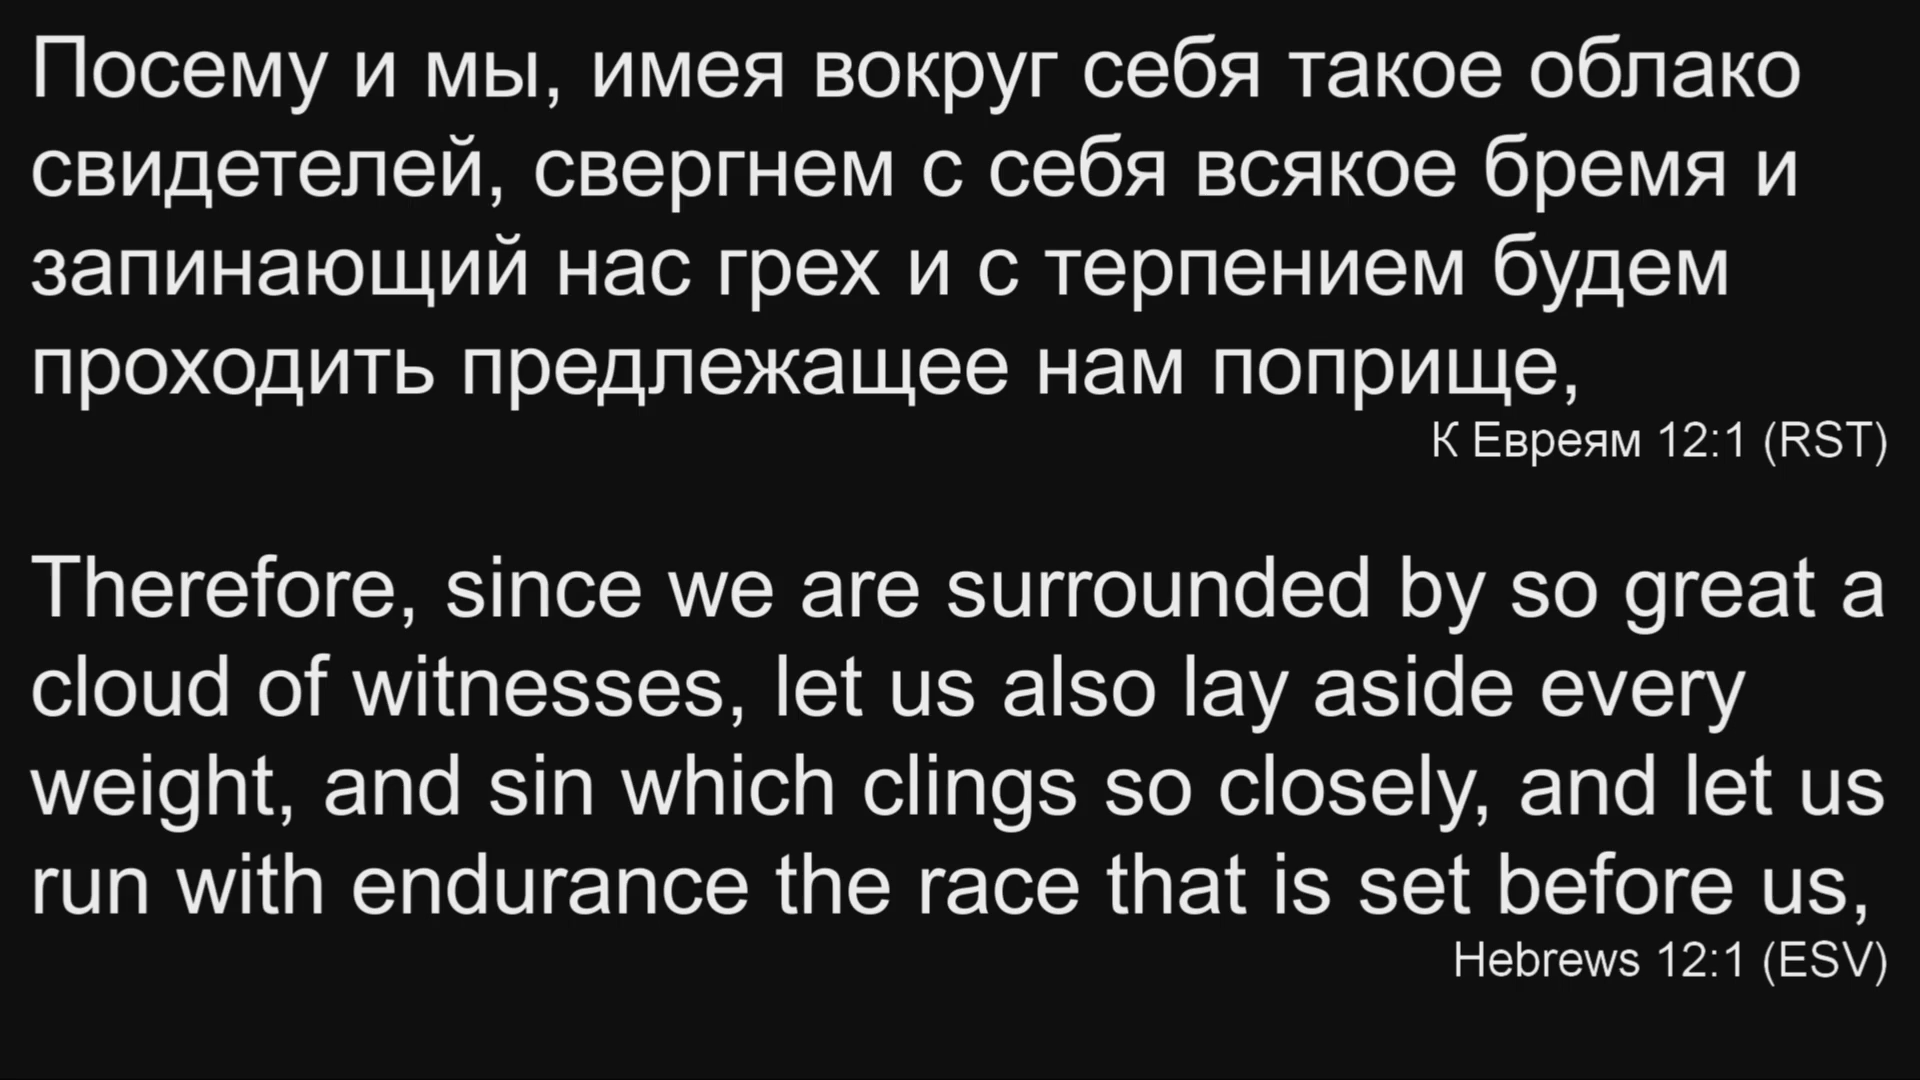 Посему и мы, имея вокруг себя такое облако
свидетелей, свергнем с себя всякое бремя и
запинающий нас грех и с терпением будем
проходить предлежащее нам поприще,
К Евреям 12:1 (RST)
Therefore, since we are surrounded by so great a
cloud of witnesses, let us also lay aside every
weight, and sin which clings so closely, and let us
run with endurance the race that is set before us,
Hebrews 12:1 (ESV)